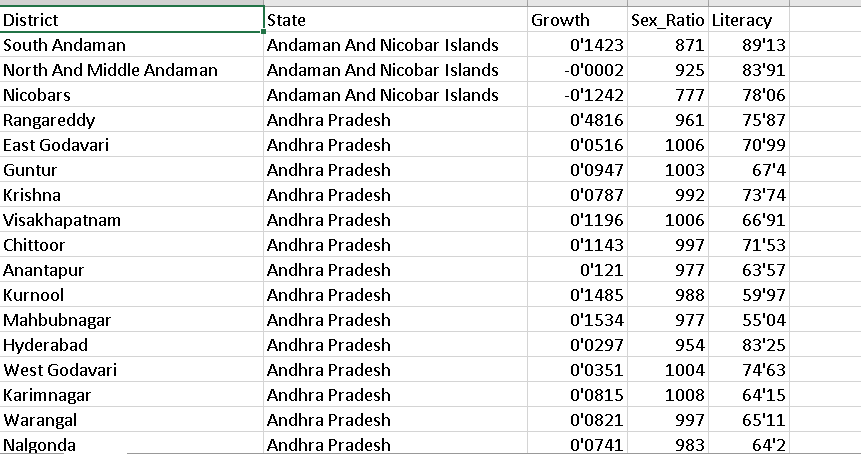 District State Growth Sex_Ratio Literacy
South Andaman Andaman And Nicobar Islands 0'1423 871 89'13
North And Middle Andaman Andaman And Nicobar Islands -0'0002 925 83'91
Nicobars Andaman And Nicobar Islands -0'1242 777 78'06
Rangareddy Andhra Pradesh 0'4816 961 75'87
East Godavari Andhra Pradesh 0'0516 1006 70'99
Guntur Andhra Pradesh 0'0947 1003 67'4
Krishna Andhra Pradesh 0'0787 992 73'74
Visakhapatnam Andhra Pradesh 0'1196 1006 66'91
Chittoor Andhra Pradesh 0'1143 997 71'53
Anantapur Andhra Pradesh 0'121 977 63'57
Kurnool Andhra Pradesh 0'1485 988 59'97
Mahbubnagar Andhra Pradesh 0'1534 977 55'04
Hyderabad Andhra Pradesh 0'0297 954 83'25
West Godavari Andhra Pradesh 0'0351 1004 74'63
Karimnagar Andhra Pradesh 0'0815 1008 64'15
Warangal Andhra Pradesh 0'0821 997 65'11
Nalgonda Andhra Pradesh 0'0741 983 64'2